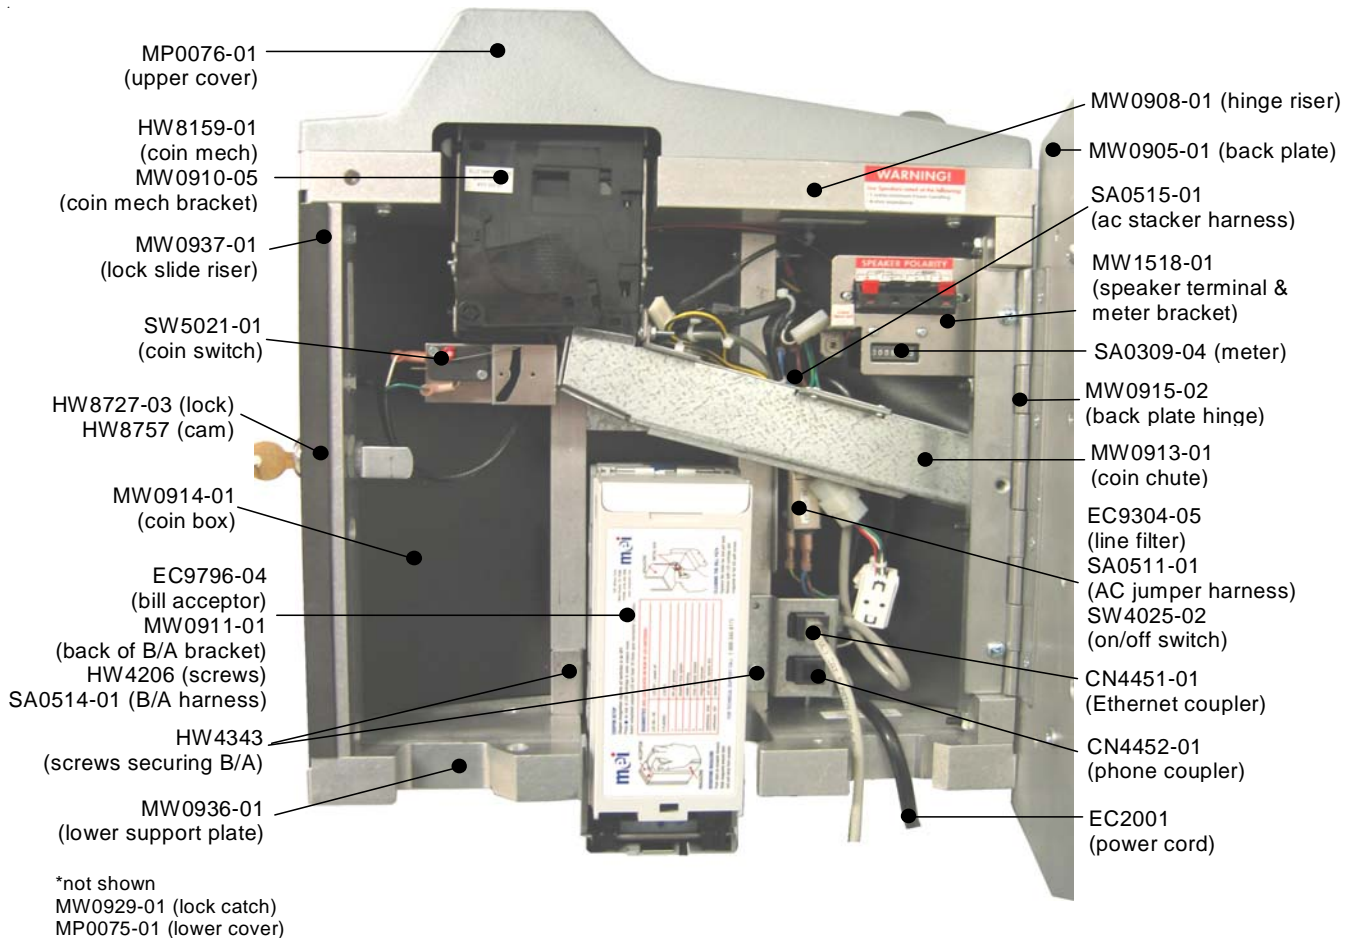 MP0076-01
(upper cover)
HW8159-01
(coin mech)
MW0910-05
(coin mech bracket)
MW0937-01
(lock slide riser)
SW5021-01
(coin switch)
HW8727-03 (lock)
HW8757 (cam)
MW0914-01
(coin box)
EC9796-04
(bill acceptor)
MW0911-01
(back of B/A bracket)
HW4206 (screws)
SA0514-01 (B/A harness)
HW4343
(screws securing B/A)
MW0936-01
(lower support plate)
*not shown
MW0929-01 (lock catch)
MP0075-01 (lower cover)
WARNING!
SPEAKER POLARITY
mei
mei
MW0908-01 (hinge riser)
MW0905-01 (back plate)
SA0515-01
(ac stacker harness)
MW1518-01
(speaker terminal &
meter bracket)
SA0309-04 (meter)
MW0915-02
(back plate hinge)
MW0913-01
(coin chute)
EC9304-05
(line filter)
SA0511-01
(AC jumper harness)
SW4025-02
(on/off switch)
CN4451-01
(Ethernet coupler)
CN4452-01
(phone coupler)
EC2001
(power cord)